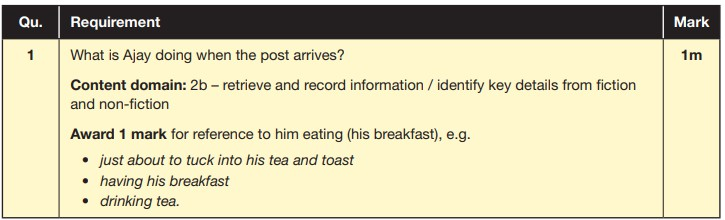 Qu. Requirement Mark
1 What is Ajay doing when the post arrives? 1m
Content domain: 2b – retrieve and record information / identify key details from fiction
and non-fiction
Award 1 mark for reference to him eating (his breakfast), e.g.
• just about to tuck into his tea and toast
• having his breakfast
• drinking tea.